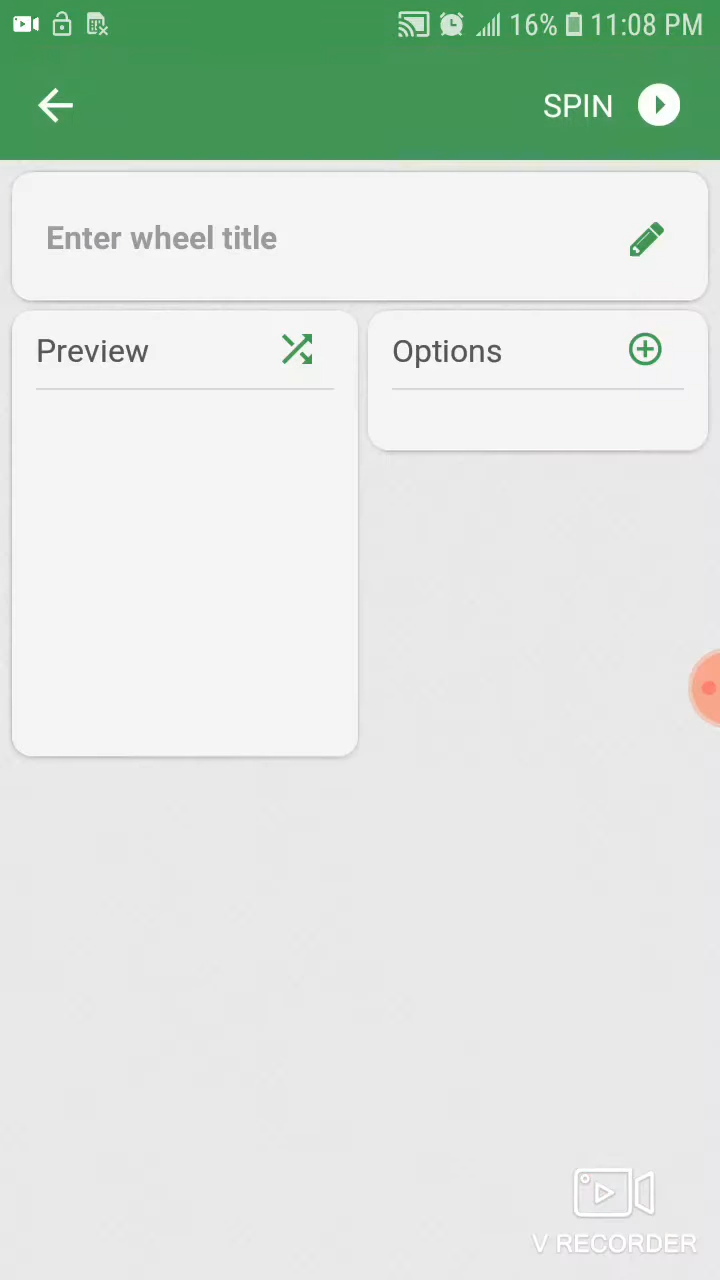 16% 11:08 PM
SPIN
Enter wheel title
Preview
Options
V RECORDER